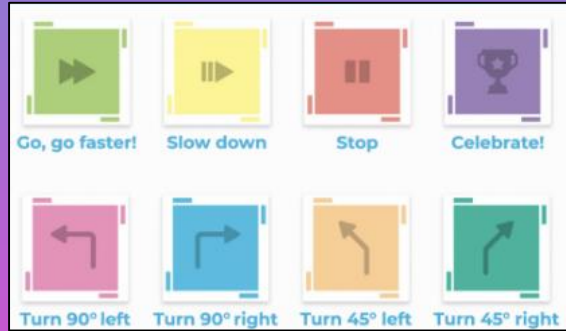 Go, go faster! Slow down Stop Celebrate!
Turn 90° left Turn 90° right Turn 45° left Turn 45° right